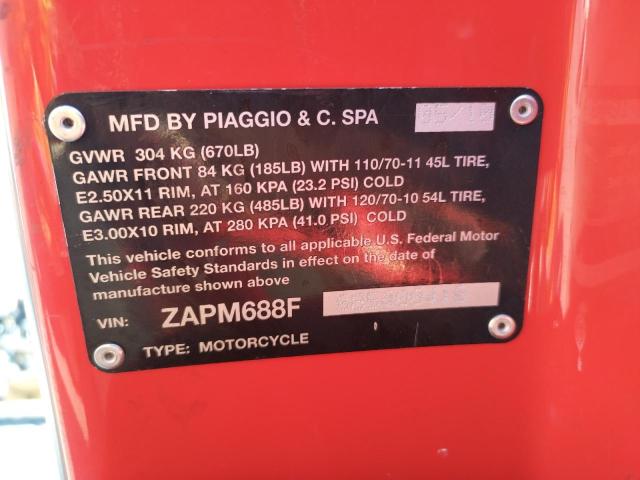 MFD BY PIAGGIO & C. SPA
GVWR 304 KG (670LB)
GAWR FRONT 84 KG (185LB) WITH 110/70-11 45L TIRE,
E2.50X11 RIM, AT 160 KPA (23.2 PSI) COLD
GAWR REAR 220 KG (485LB) WITH 120/70-10 54L TIRE,
E3.00X10 RIM, AT 280 KPA (41.0 PSI) COLD
This vehicle conforms to all applicable U.S. Federal Motor
Vehicle Safety Standards in effect on the date of
manufacture shown above
VIN: ZAPM688F
TYPE: MOTORCYCLE